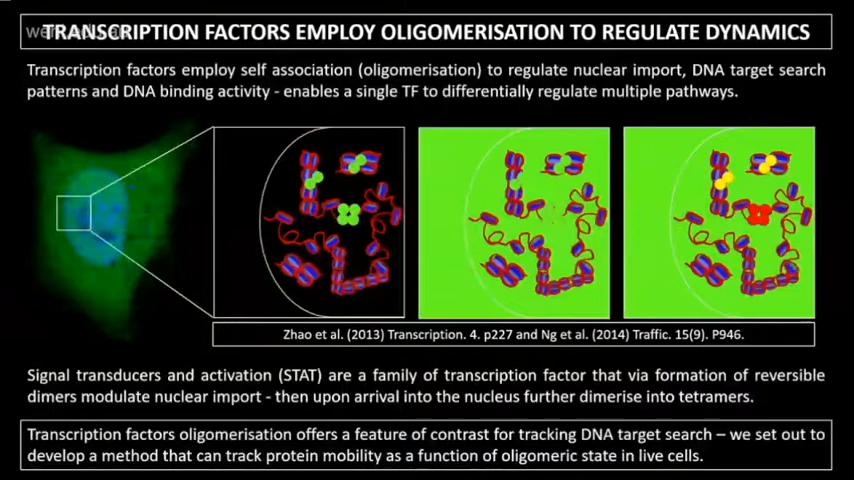 TRANSCRIPTION FACTORS EMPLOY OLIGOMERISATION TO REGULATE DYNAMICS
Transcription factors employ self association (oligomerisation) to regulate nuclear import, DNA target search
patterns and DNA binding activity - enables a single TF to differentially regulate multiple pathways.
Zhao et al. (2013) Transcription. 4. p227 and Ng et al. (2014) Traffic. 15(9). P946.
Signal transducers and activation (STAT) are a family of transcription factor that via formation of reversible
dimers modulate nuclear import - then upon arrival into the nucleus further dimerise into tetramers.
Transcription factors oligomerisation offers a feature of contrast for tracking DNA target search – we set out to
develop a method that can track protein mobility as a function of oligomeric state in live cells.